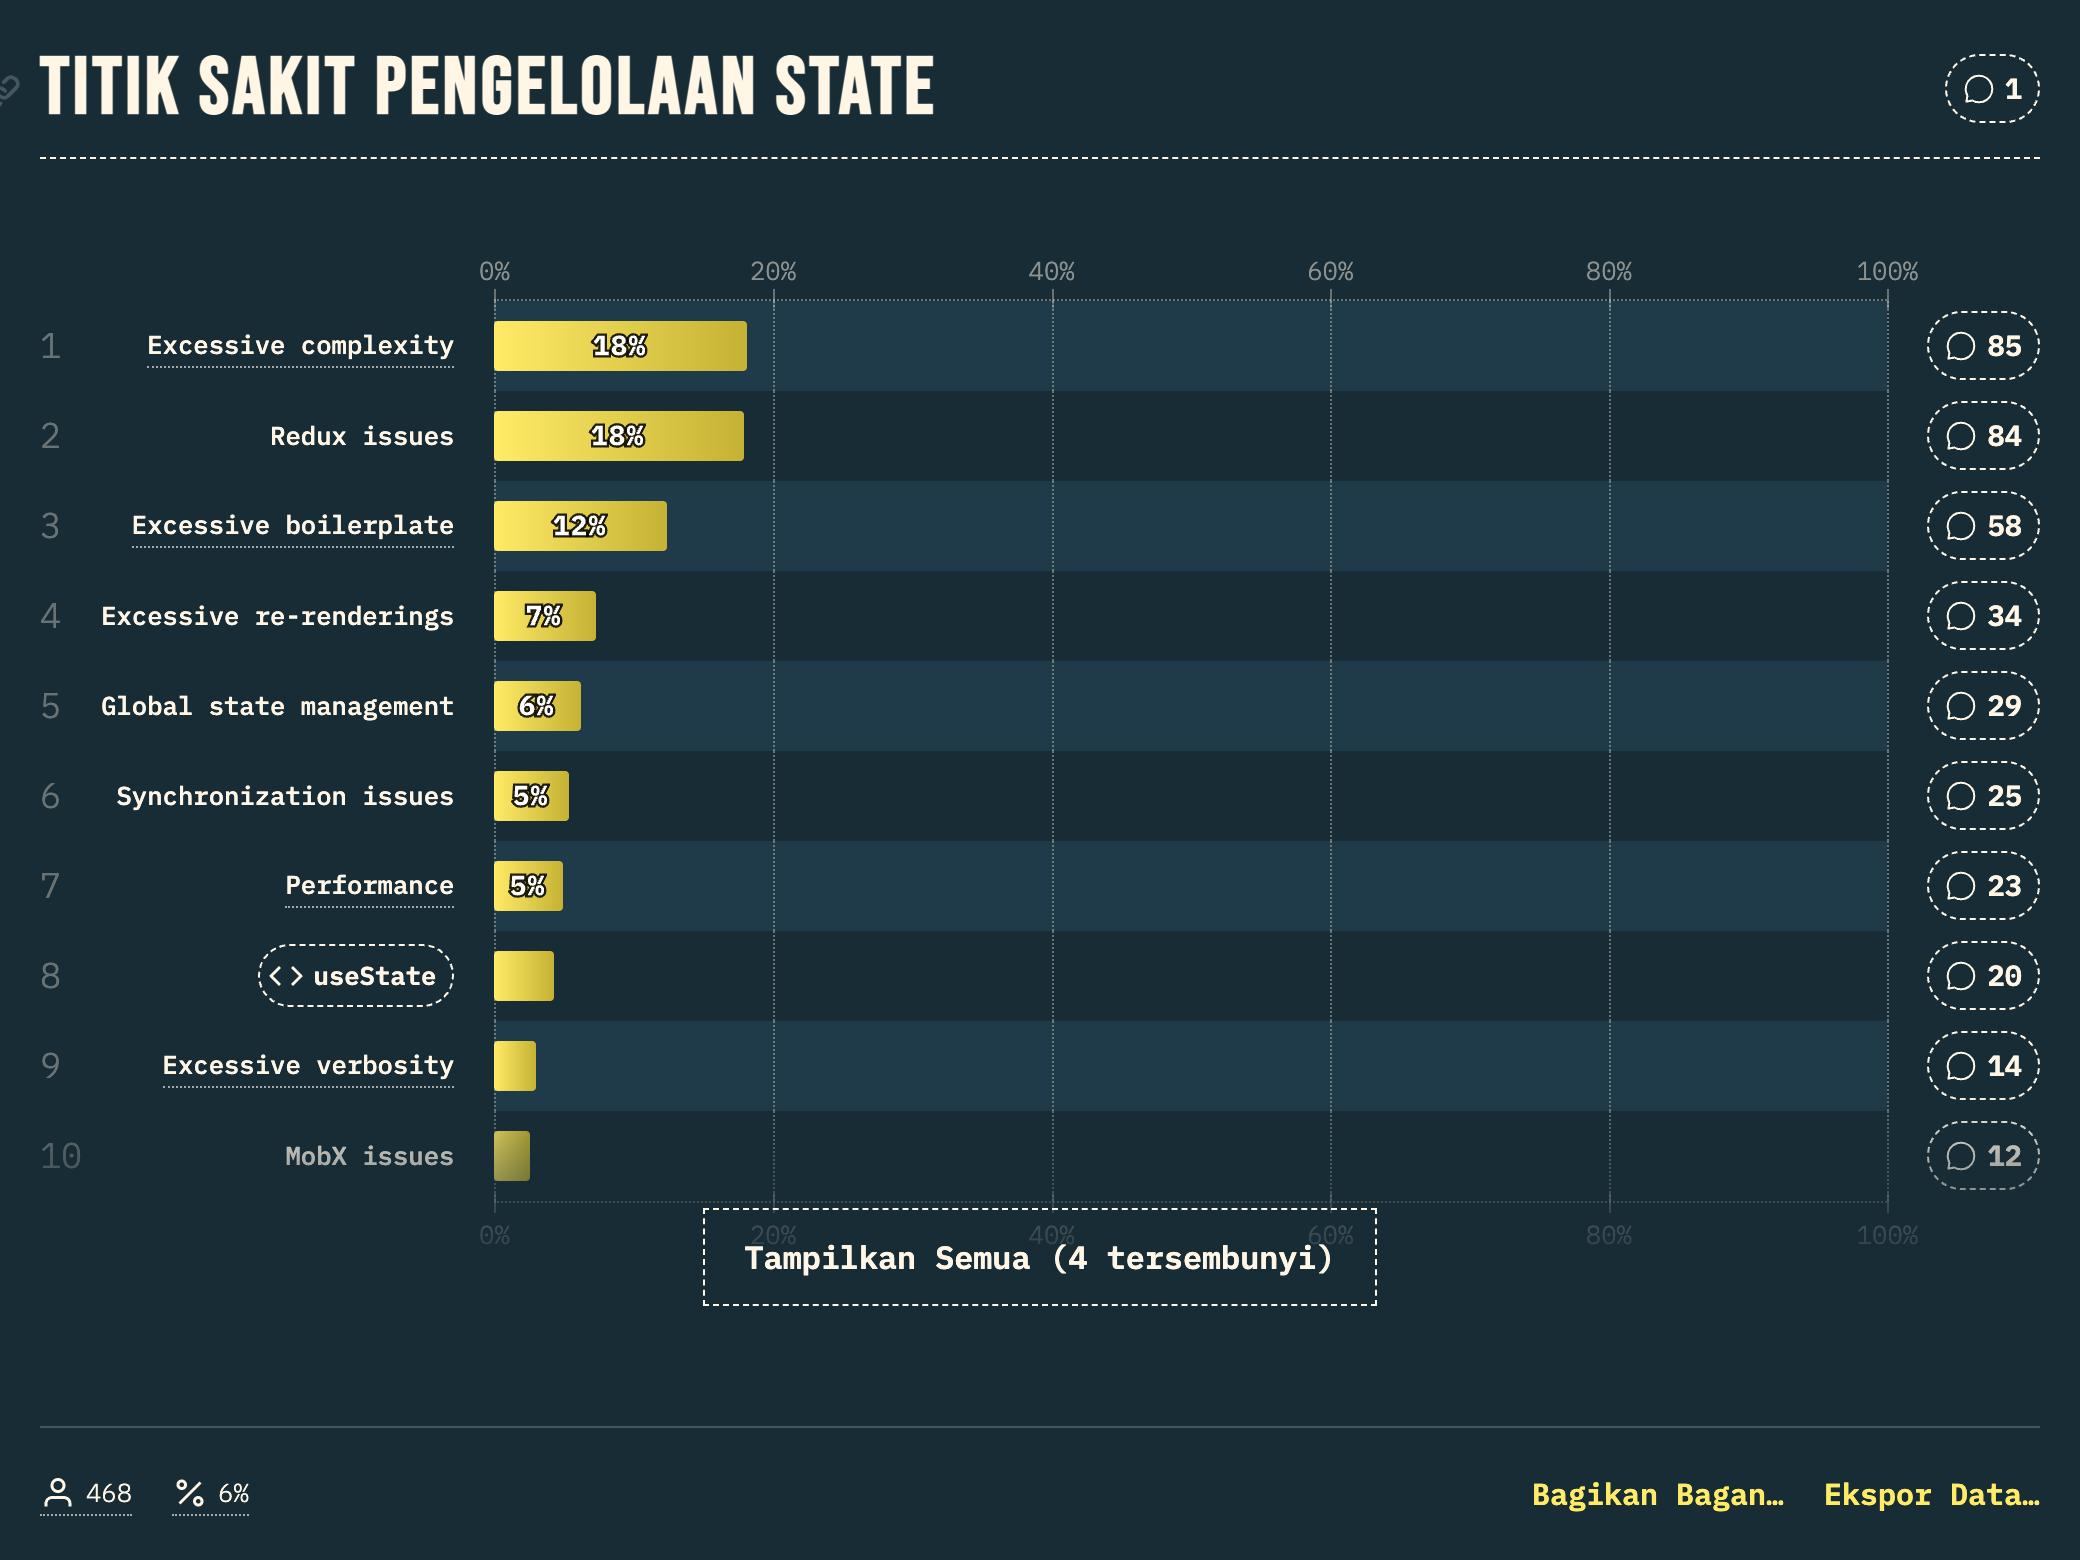 TITIK SAKIT PENGELOLAAN STATE
1
0% 20% 40% 60% 80% 100%
1 Excessive complexity 18% 85
2 Redux issues 18% 84
3 Excessive boilerplate 12% 58
4 Excessive re-renderings 7% 34
5 Global state management 6% 29
6 Synchronization issues 5% 25
7 Performance 5% 23
8 useState 20
9 Excessive verbosity 14
10 MobX issues 12
0% 20% 40% 60% 80% 100%
Tampilkan Semua (4 tersembunyi)
468 6% Bagikan Bagan… Ekspor Data…